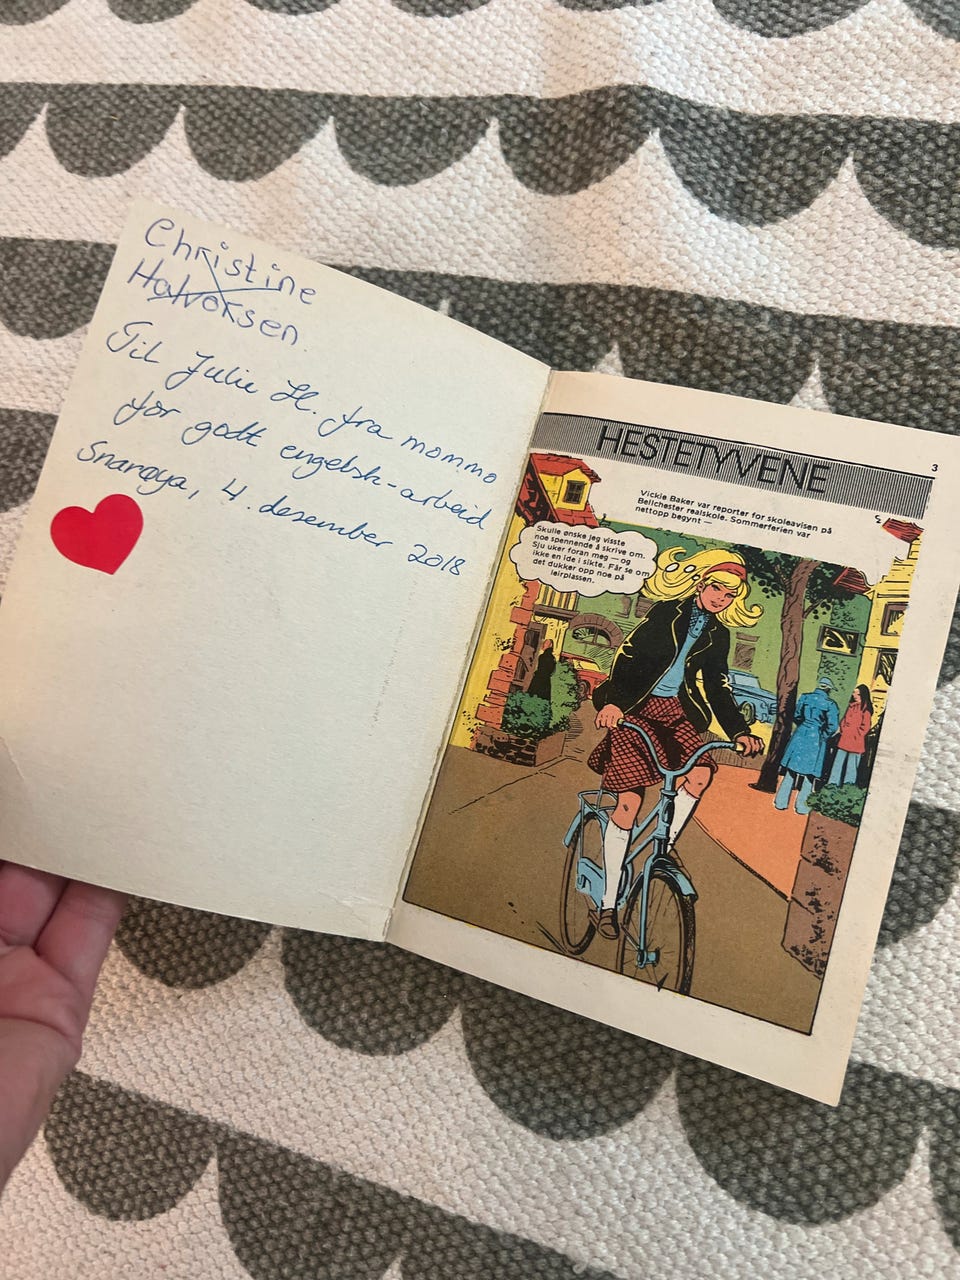 Christine
Halvorsen
Til Julie H. fra mommo
for godt engelsk-arbeid
Snarøya, 4. desember 2018
3
HESTETYVENE
Vickie Baker var reporter for skoleavisen på
Bellchester realskole. Sommerferien var
nettopp begynt —
Skulle ønske jeg visste
noe spennende å skrive om.
Sju uker foran meg — og
ikke en ide i sikte. Får se om
det dukker opp noe på
leirplassen.